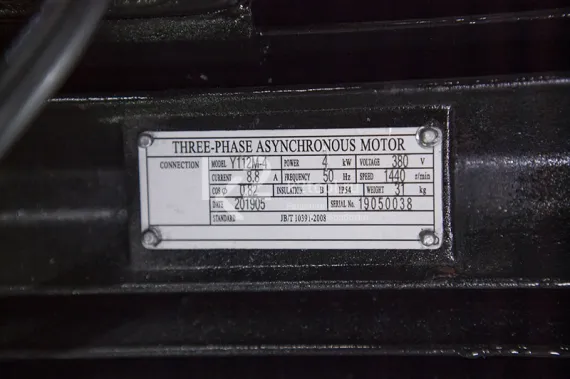 THREE-PHASE ASYNCHRONOUS MOTOR
CONNECTION MODEL Y112M-4 POWER 4 kW VOLTAGE 380 V
CURRENT 8.8 A FREQUENCY 50 Hz SPEED 1440 r/min
COS 0.82 INSULATION B IP54 WEIGHT 31 kg
DATE 201905 SERIAL No. 19050038
STANDARD JB/T 10391-2008